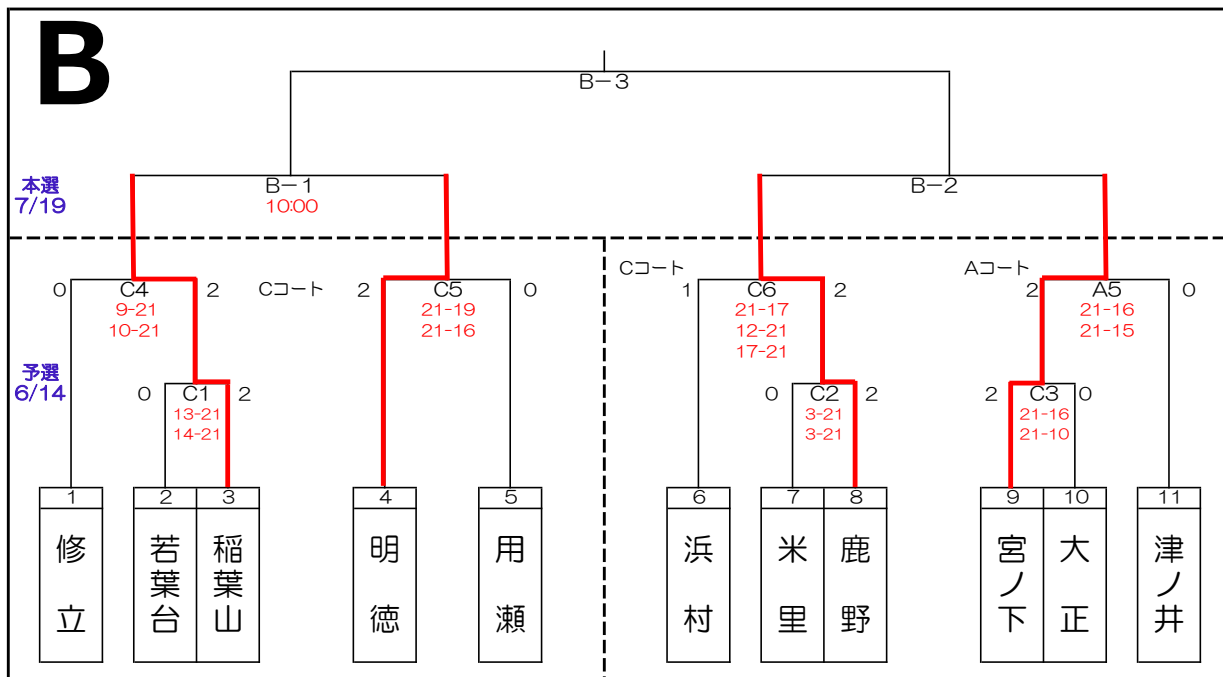 B
B－3
本選
7/19
B－1
10:00
B－2
Cコート
Aコート
0 C4 2
9-21
10-21
Cコート
2 C5 0
21-19
21-16
1 C6 2
21-17
12-21
17-21
2 A5 0
21-16
21-15
予選
6/14
0 C1 2
13-21
14-21
0 C2 2
3-21
3-21
2 C3 0
21-16
21-10
1 2 3 4 5 6 7 8 9 10 11
修立
若葉台
稲葉山
明徳
用瀬
浜村
米里
鹿野
宮ノ下
大正
津ノ井